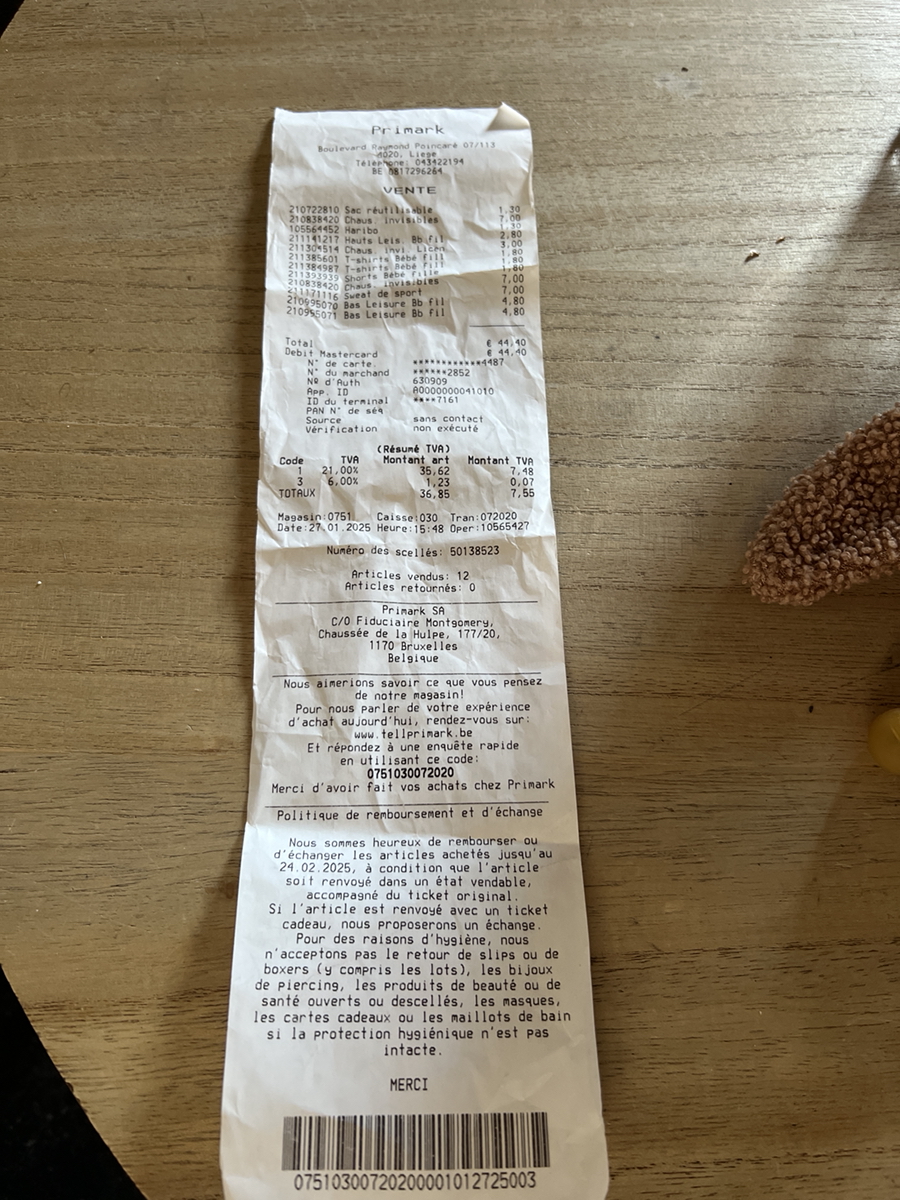 Primark
Boulevard Raymond Poincaré 07/113
4020, Liege
Téléphone: 043422194
BE 0817296264
VENTE
210722810 Sac réutilisable 1,30
210838420 Chaus. invisibles 7,00
105564452 Haribo 1,30
211141217 Hauts Leis. Bb fil 2,80
211304514 Chaus. invi. Licen 3,00
211385601 T-shirts Bébé fill 1,80
211384987 T-shirts Bébé fill 1,80
211393939 Shorts Bébé fille 1,80
210838420 Chaus. invisibles 7,00
211171116 Sweat de sport 7,00
210995070 Bas Leisure Bb fil 4,80
210995071 Bas Leisure Bb fil 4,80
Total € 44,40
Debit Mastercard € 44,40
N° de carte. ************4487
N° du marchand ******2852
Nº d'Auth 630909
App. ID A0000000041010
ID du terminal ****7161
PAN N° de séq
Source sans contact
Vérification non exécuté
(Résumé TVA)
Code TVA Montant art Montant TVA
1 21,00% 35,62 7,48
3 6,00% 1,23 0,07
TOTAUX 36,85 7,55
Magasin:0751 Caisse:030 Tran:072020
Date:27.01.2025 Heure:15:48 Oper:10565427
Numéro des scellés: 50138523
Articles vendus: 12
Articles retournés: 0
Primark SA
C/O Fiduciaire Montgomery,
Chaussée de la Hulpe, 177/20,
1170 Bruxelles
Belgique
Nous aimerions savoir ce que vous pensez
de notre magasin!
Pour nous parler de votre expérience
d'achat aujourd'hui, rendez-vous sur:
www.tellprimark.be
Et répondez à une enquête rapide
en utilisant ce code:
0751030072020
Merci d'avoir fait vos achats chez Primark
Politique de remboursement et d'échange
Nous sommes heureux de rembourser ou
d'échanger les articles achetés jusqu'au
24.02.2025, à condition que l'article
soit renvoyé dans un état vendable,
accompagné du ticket original.
Si l'article est renvoyé avec un ticket
cadeau, nous proposerons un échange.
Pour des raisons d'hygiène, nous
n'acceptons pas le retour de slips ou de
boxers (y compris les lots), les bijoux
de piercing, les produits de beauté ou de
santé ouverts ou descellés, les masques,
les cartes cadeaux ou les maillots de bain
si la protection hygiénique n'est pas
intacte.
MERCI
07510300720200001012725003